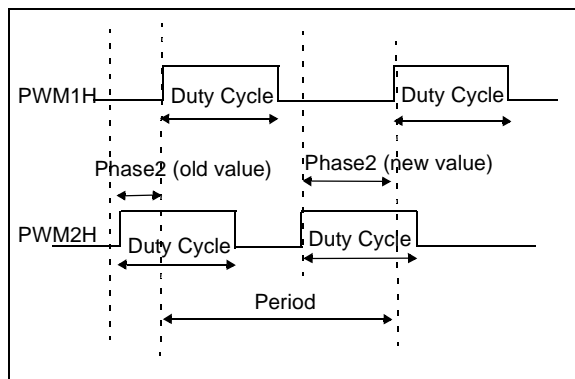 PWM1H
Duty Cycle
Duty Cycle
Phase2 (old value)
Phase2 (new value)
PWM2H
Duty Cycle
Duty Cycle
Period